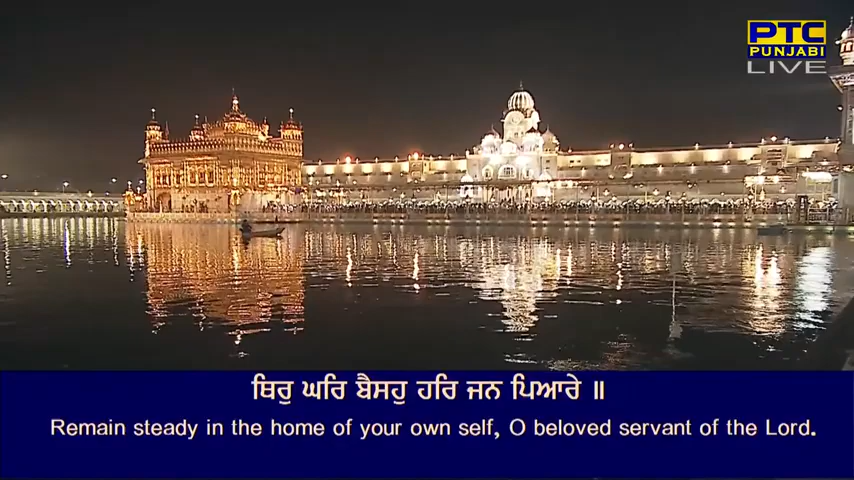 PTC
PUNJABI
LIVE
ਥਿਰੁ ਘਰਿ ਬੈਸਹੁ ਹਰਿ ਜਨ ਪਿਆਰੇ ॥
Remain steady in the home of your own self, O beloved servant of the Lord.